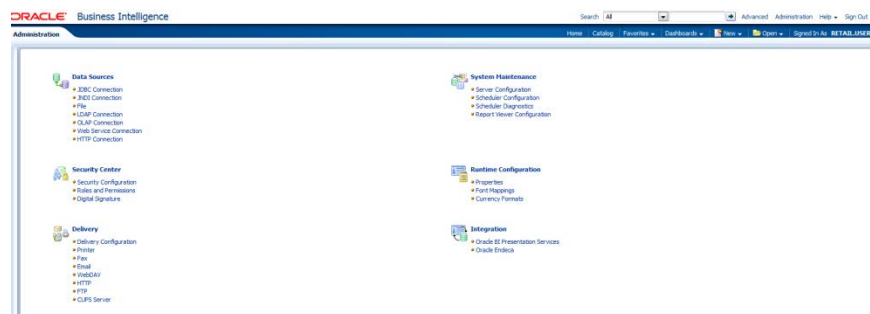 ORACLE Business Intelligence
Search All Advanced Administration Help Sign Out
Administration
Home Catalog Favorites Dashboards New Open Signed In As RETAIL.USER
Data Sources
JDBC Connection
JNDI Connection
File
LDAP Connection
OLAP Connection
Web Service Connection
HTTP Connection
System Maintenance
Server Configuration
Scheduler Configuration
Scheduler Diagnostics
Report Viewer Configuration
Security Center
Security Configuration
Roles and Permissions
Digital Signature
Runtime Configuration
Properties
Font Mappings
Currency Formats
Delivery
Delivery Configuration
Printer
Fax
Email
WebDAV
HTTP
FTP
CUPS Server
Integration
Oracle BI Presentation Services
Oracle Endeca